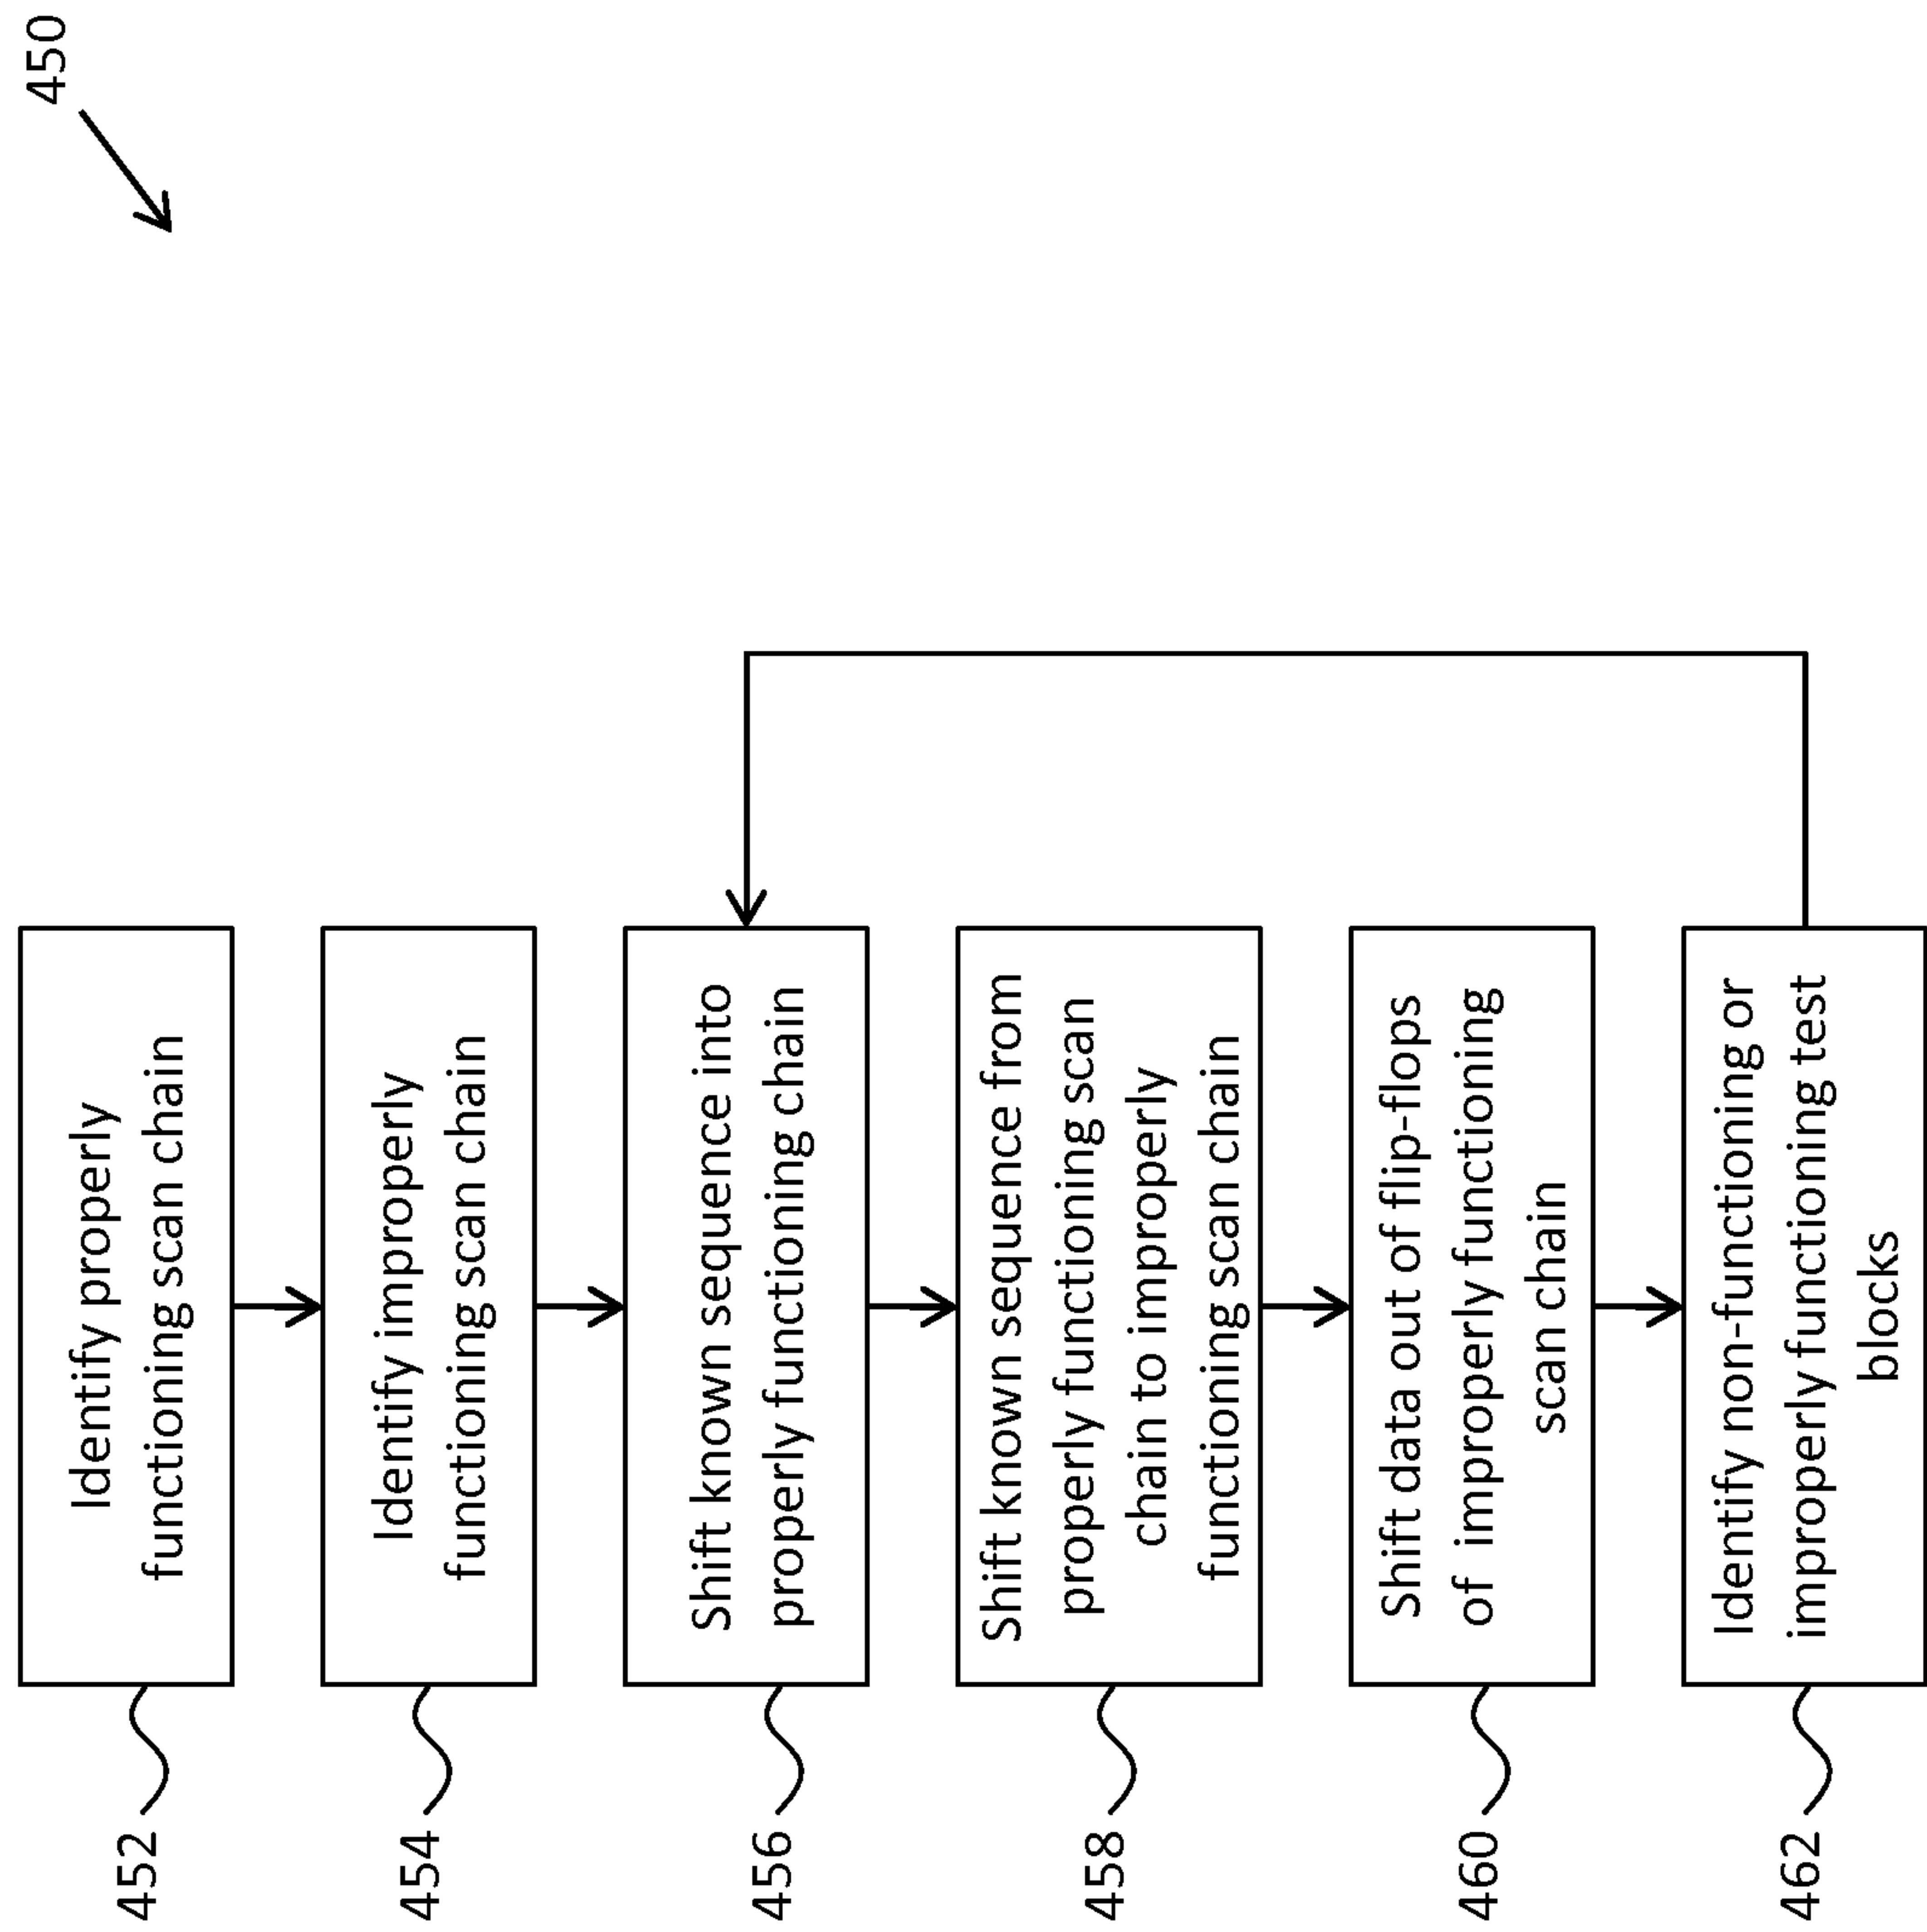 450
452
Identify properly
functioning scan chain
454
Identify improperly
functioning scan chain
456
Shift known sequence into
properly functioning chain
458
Shift known sequence from
properly functioning scan
chain to improperly
functioning scan chain
460
Shift data out of flip-flops
of improperly functioning
scan chain
462
Identify non-functioning or
improperly functioning test
blocks